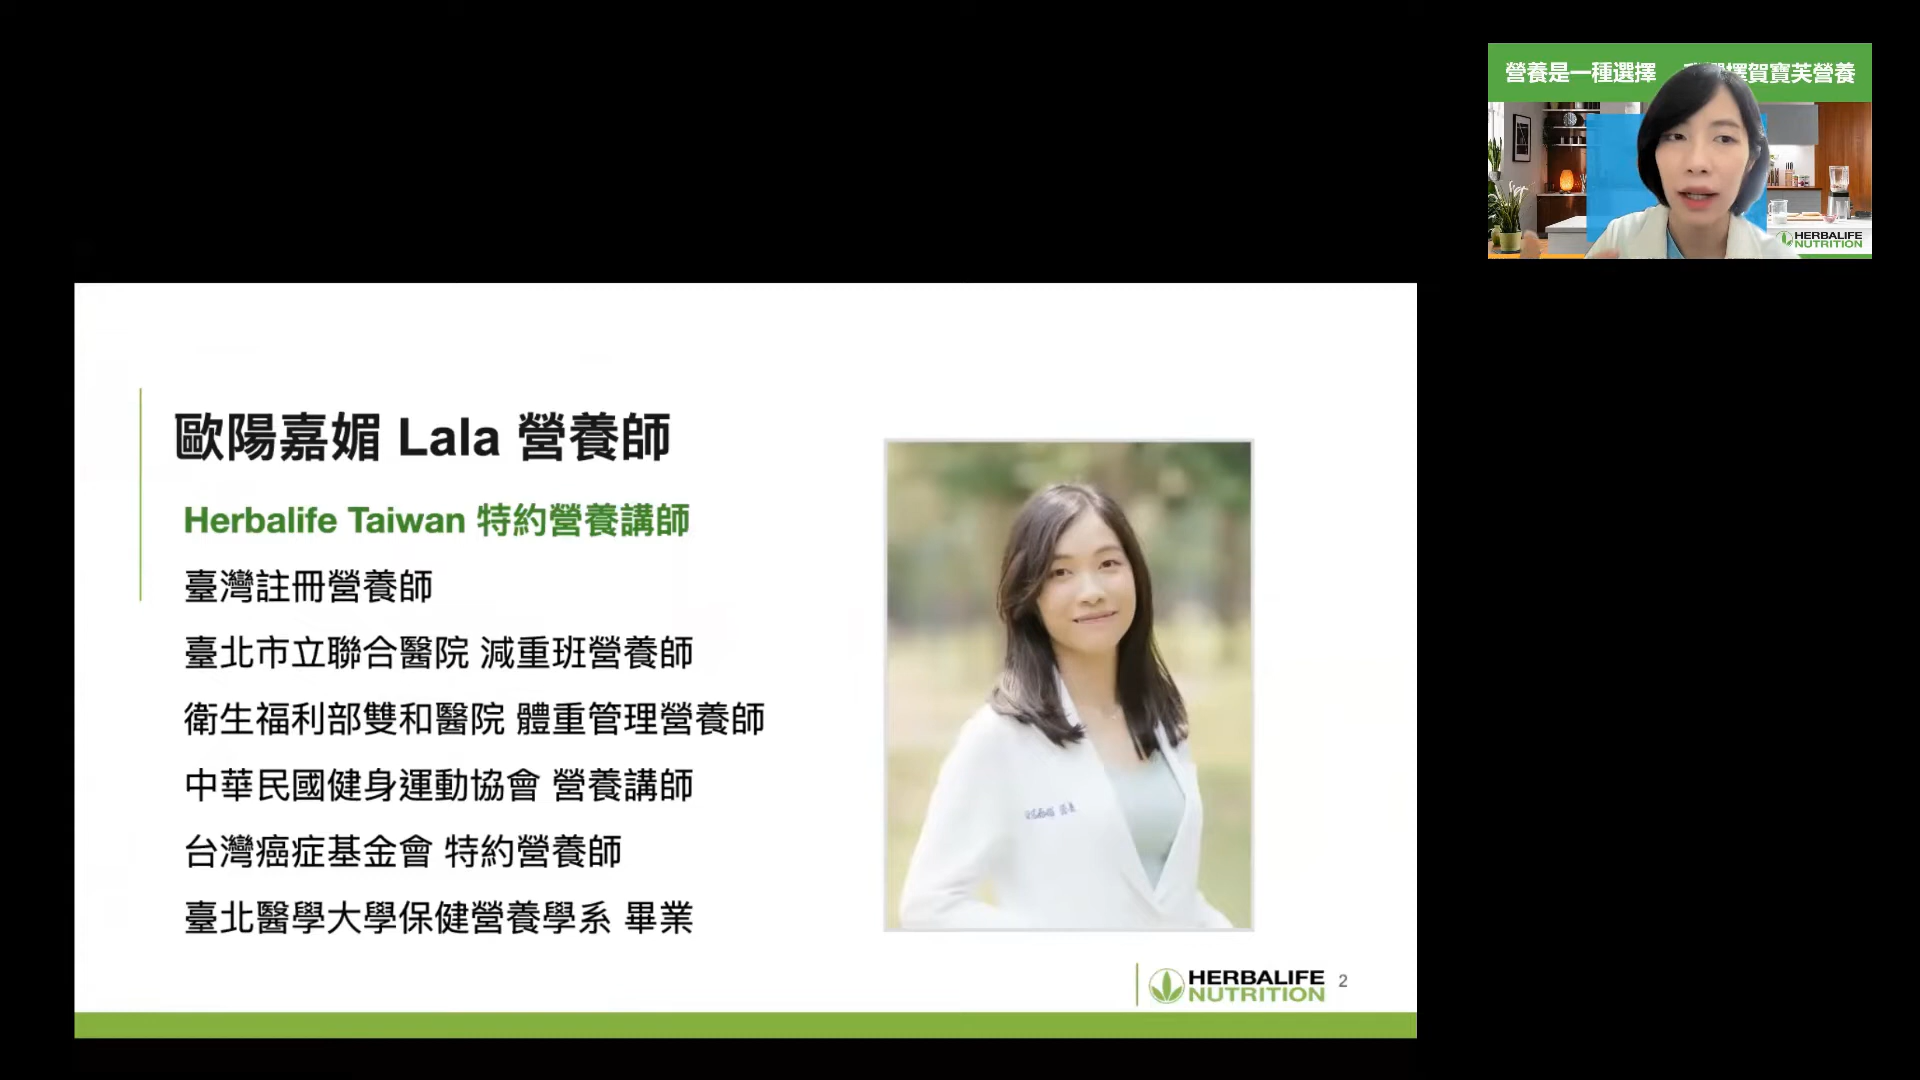 營養是一種選擇 擇賀寶芙營養
HERBALIFE
NUTRITION
歐陽嘉媚 Lala 營養師
Herbalife Taiwan 特約營養講師
臺灣註冊營養師
臺北市立聯合醫院 減重班營養師
衛生福利部雙和醫院 體重管理營養師
中華民國健身運動協會 營養講師
台灣癌症基金會 特約營養師
臺北醫學大學保健營養學系 畢業
HERBALIFE
NUTRITION
2